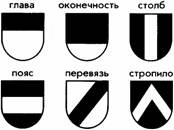 глава оконечность столб
пояс перевязь стропило